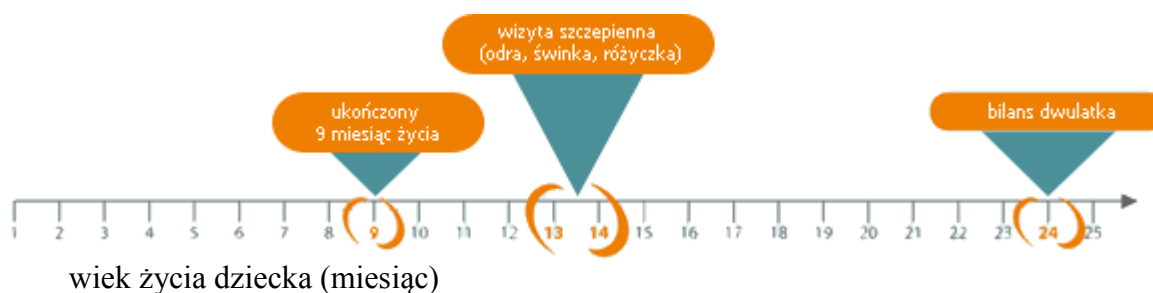 wizyta szczepienna
(odra, świnka, różyczka)
ukończony
9 miesiąc życia
bilans dwulatka
1 2 3 4 5 6 7 8 9 10 11 12 13 14 15 16 17 18 19 20 21 22 23 24 25
wiek życia dziecka (miesiąc)